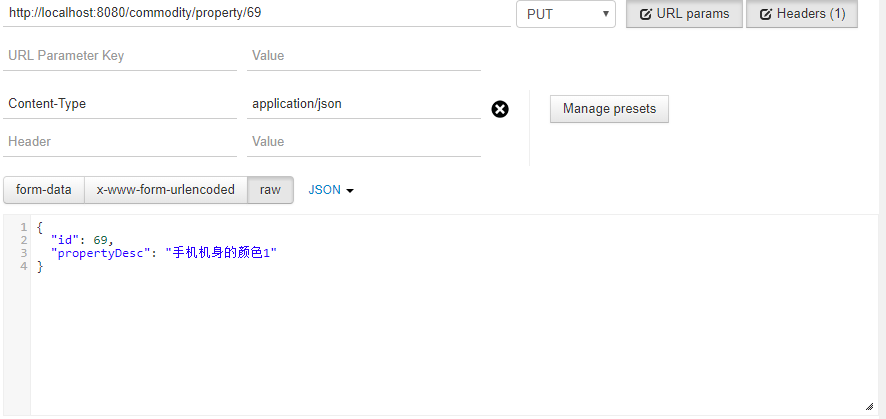 http://localhost:8080/commodity/property/69 PUT URL params Headers (1)
URL Parameter Key Value
Content-Type application/json Manage presets
Header Value
form-data x-www-form-urlencoded raw JSON
1 {
2 "id": 69,
3 "propertyDesc": "手机机身的颜色1"
4 }